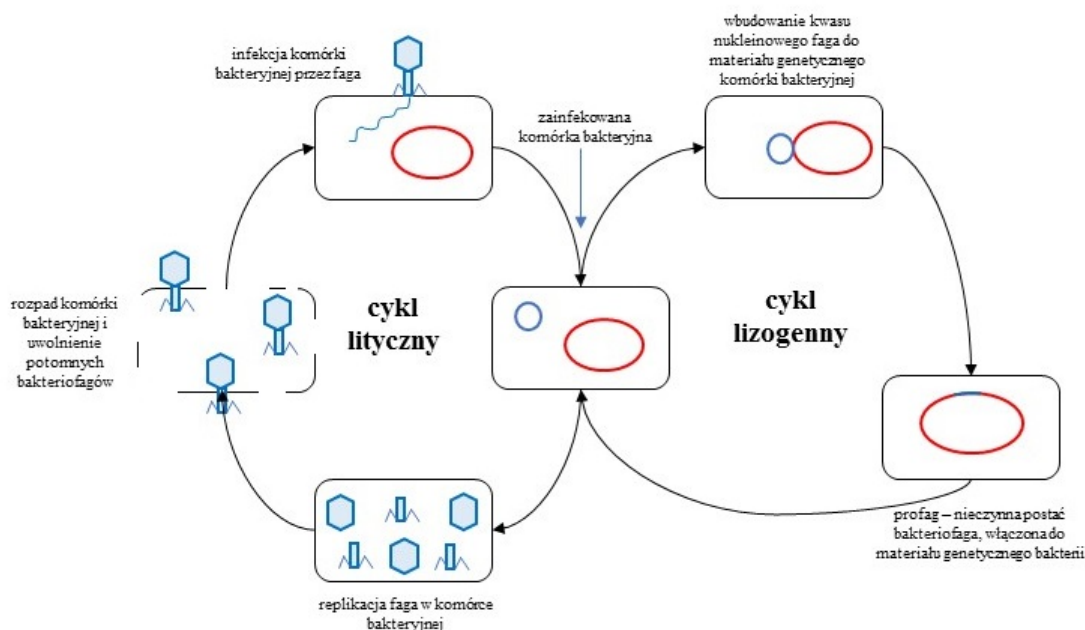 infekcja komórki
bakteryjnej przez faga
zainfekowana
komórka bakteryjna
wbudowanie kwasu
nukleinowego faga do
materiału genetycznego
komórki bakteryjnej
rozpad komórki
bakteryjnej i
uwolnienie
potomnych
bakteriofagów
cykl
lityczny
cykl
lizogenny
replikacja faga w komórce
bakteryjnej
profag – nieczynna postać
bakteriofaga, włączona do
materiału genetycznego bakterii